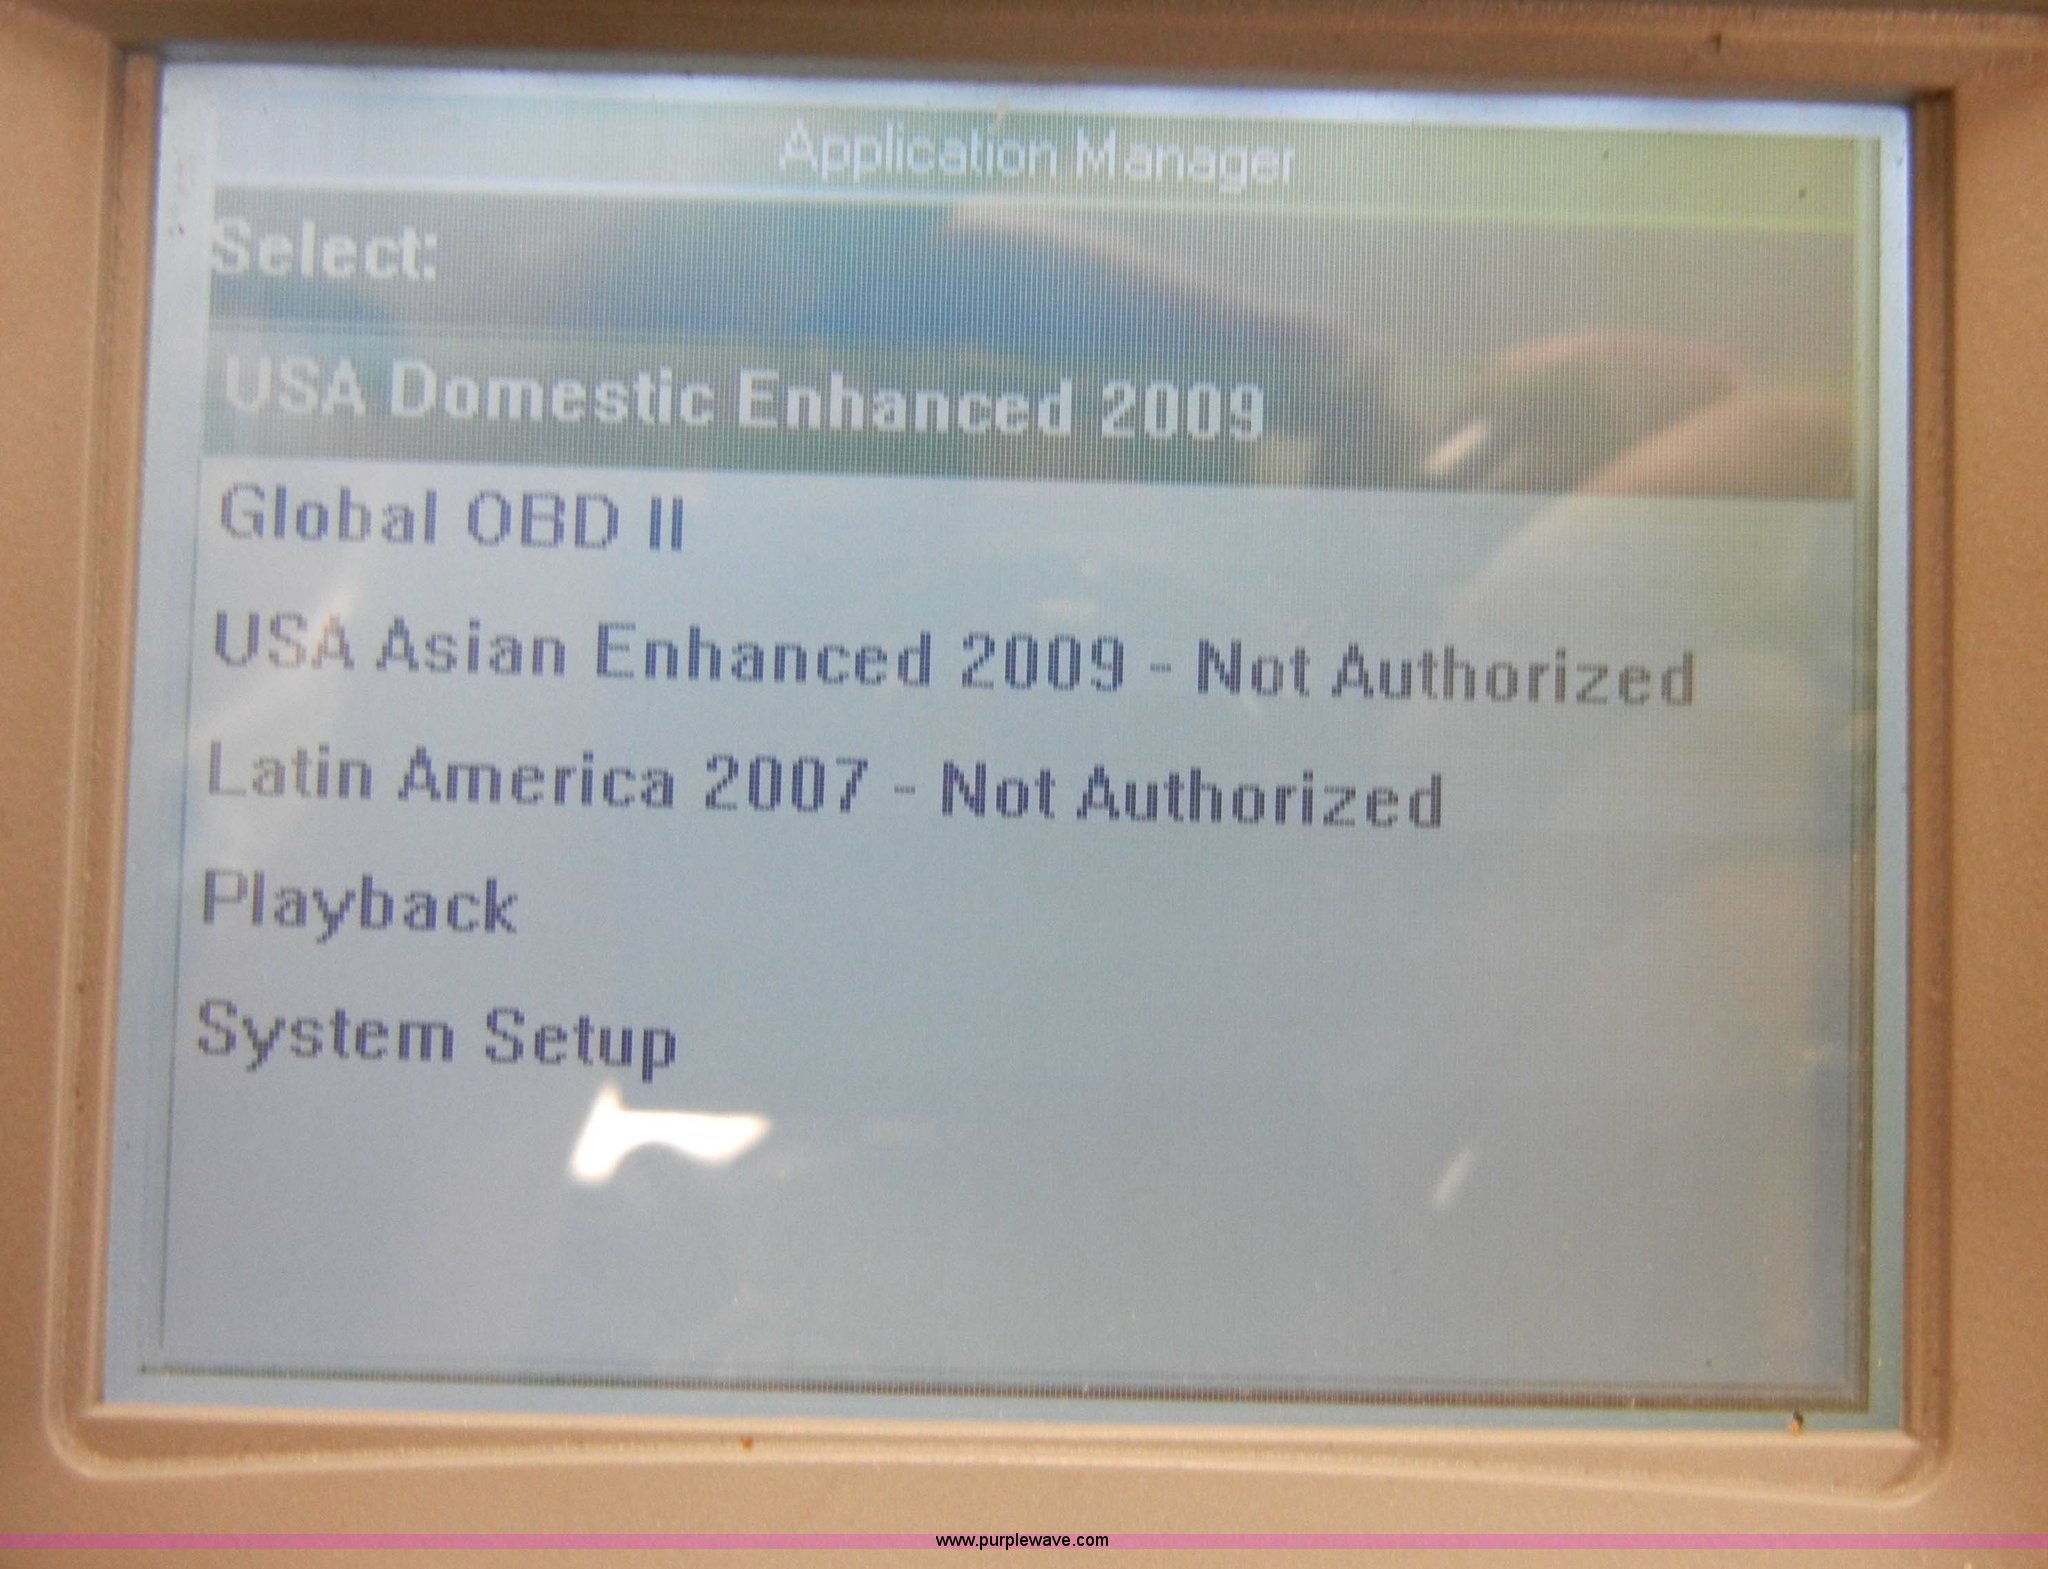 Application Manager
Select:
USA Domestic Enhanced 2009
Global OBD II
USA Asian Enhanced 2009 - Not Authorized
Latin America 2007 - Not Authorized
Playback
System Setup
www.purplewave.com